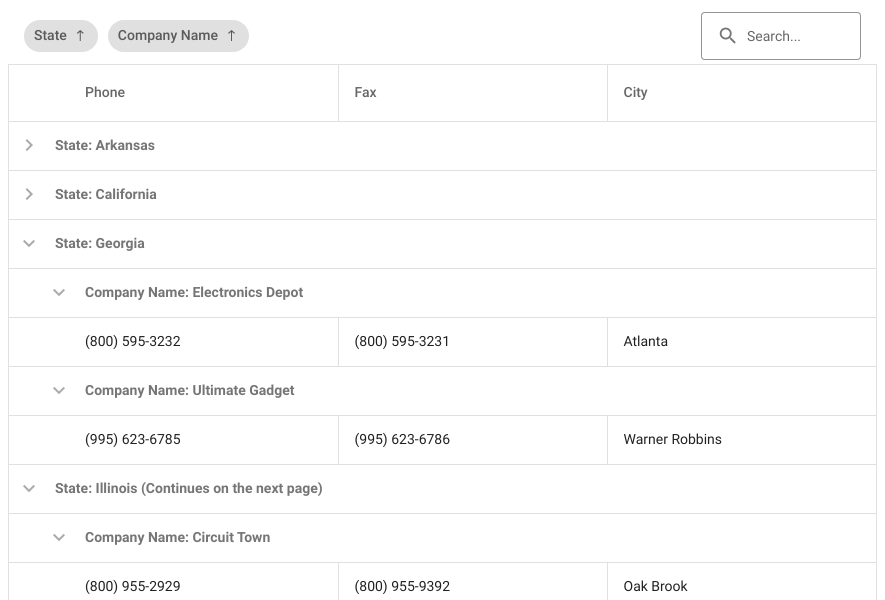 State ↑ Company Name ↑ Search...
Phone Fax City
State: Arkansas
State: California
State: Georgia
Company Name: Electronics Depot
(800) 595-3232 (800) 595-3231 Atlanta
Company Name: Ultimate Gadget
(995) 623-6785 (995) 623-6786 Warner Robbins
State: Illinois (Continues on the next page)
Company Name: Circuit Town
(800) 955-2929 (800) 955-9392 Oak Brook